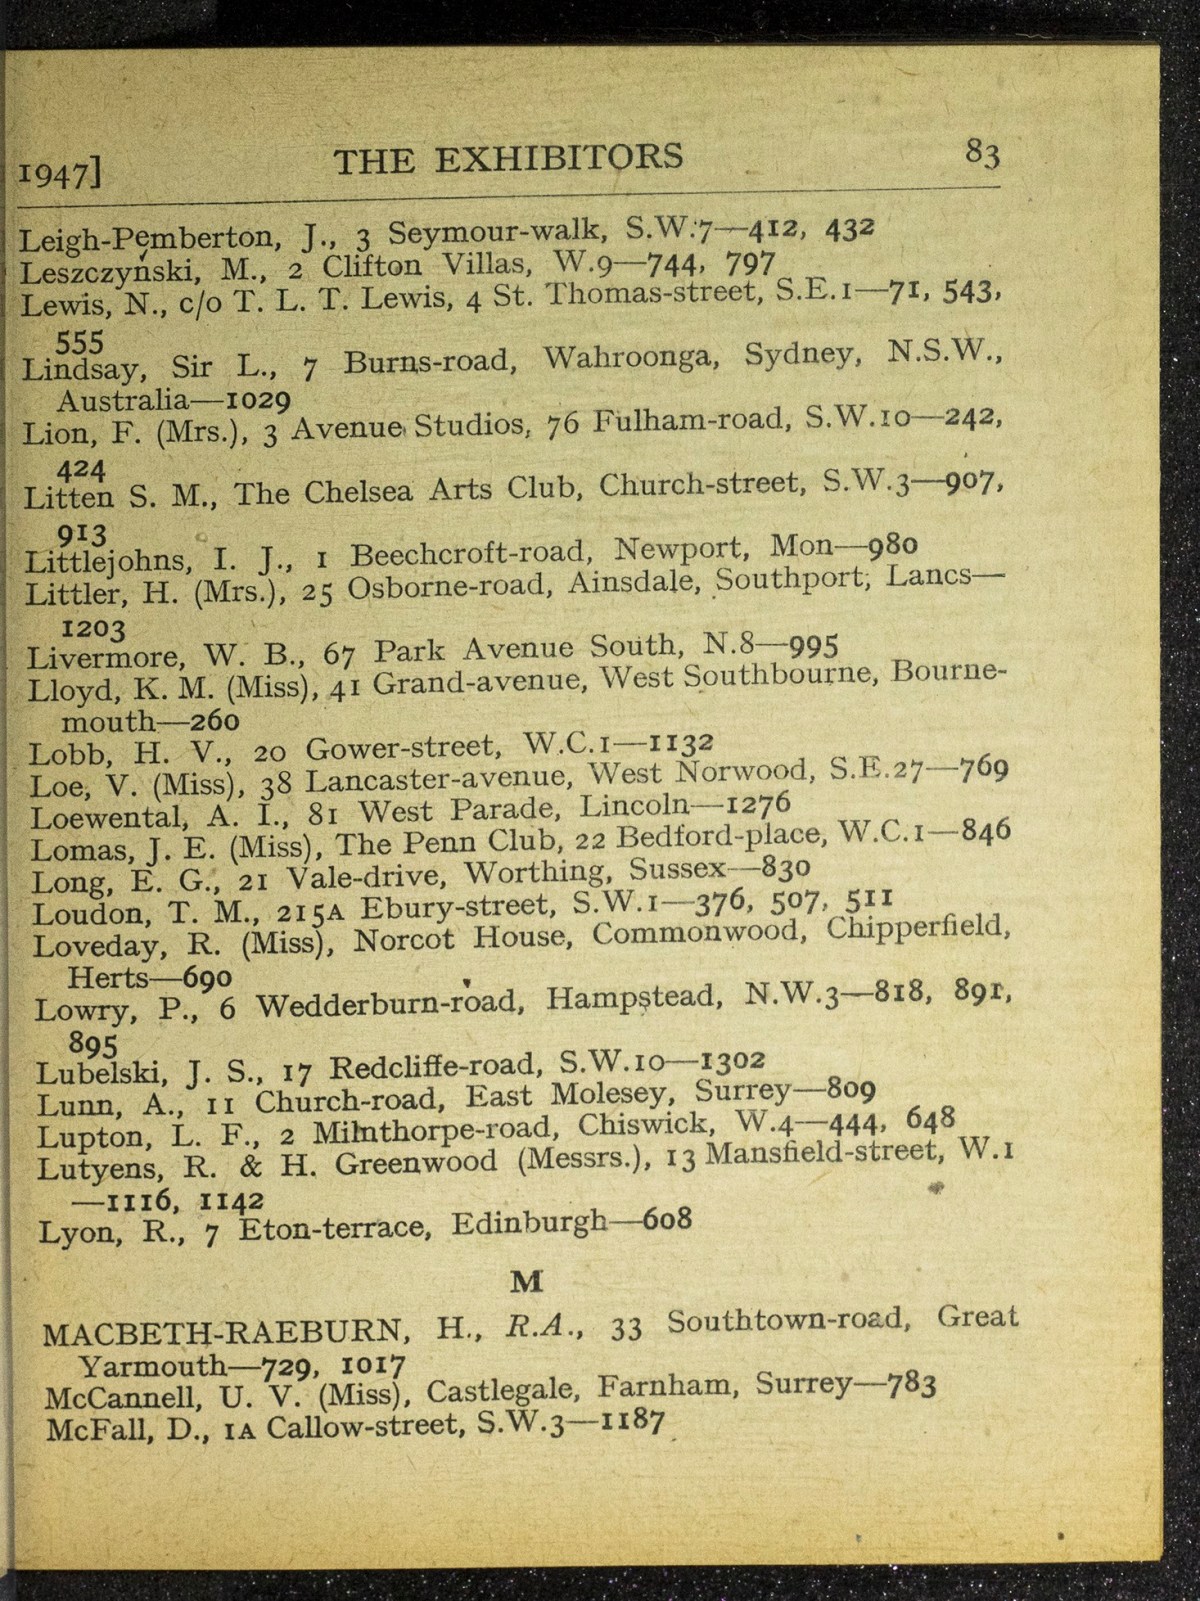 1947] THE EXHIBITORS 83
Leigh-Pemberton, J., 3 Seymour-walk, S.W.7—412, 432
Leszczyński, M., 2 Clifton Villas, W.9—744, 797
Lewis, N., c/o T. L. T. Lewis, 4 St. Thomas-street, S.E.1—71, 543,
555
Lindsay, Sir L., 7 Burns-road, Wahroonga, Sydney, N.S.W.,
Australia—1029
Lion, F. (Mrs.), 3 Avenue Studios, 76 Fulham-road, S.W.10—242,
424
Litten S. M., The Chelsea Arts Club, Church-street, S.W.3—907,
913
Littlejohns, I. J., 1 Beechcroft-road, Newport, Mon—980
Littler, H. (Mrs.), 25 Osborne-road, Ainsdale, Southport, Lancs—
1203
Livermore, W. B., 67 Park Avenue South, N.8—995
Lloyd, K. M. (Miss), 41 Grand-avenue, West Southbourne, Bourne-
mouth—260
Lobb, H. V., 20 Gower-street, W.C.1—1132
Loe, V. (Miss), 38 Lancaster-avenue, West Norwood, S.E.27—769
Loewental, A. I., 81 West Parade, Lincoln—1276
Lomas, J. E. (Miss), The Penn Club, 22 Bedford-place, W.C.1—846
Long, E. G., 21 Vale-drive, Worthing, Sussex—830
Loudon, T. M., 215A Ebury-street, S.W.1—376, 507, 511
Loveday, R. (Miss), Norcot House, Commonwood, Chipperfield,
Herts—690
Lowry, P., 6 Wedderburn-road, Hampstead, N.W.3—818, 891,
895
Lubelski, J. S., 17 Redcliffe-road, S.W.10—1302
Lunn, A., 11 Church-road, East Molesey, Surrey—809
Lupton, L. F., 2 Milnthorpe-road, Chiswick, W.4—444, 648
Lutyens, R. & H. Greenwood (Messrs.), 13 Mansfield-street, W.1
—1116, 1142
Lyon, R., 7 Eton-terrace, Edinburgh—608
M
MACBETH-RAEBURN, H., R.A., 33 Southtown-road, Great
Yarmouth—729, 1017
McCannell, U. V. (Miss), Castlegale, Farnham, Surrey—783
McFall, D., 1A Callow-street, S.W.3—1187